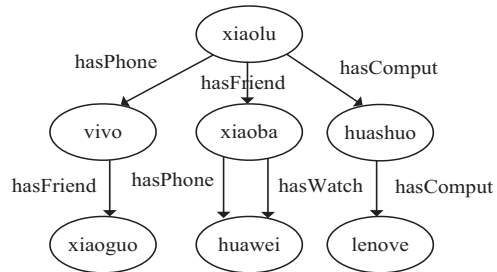 xiaolu
hasPhone
hasFriend
hasComput
vivo
xiaoba
huashuo
hasFriend
hasPhone
hasWatch
hasComput
xiaoguo
huawei
lenove